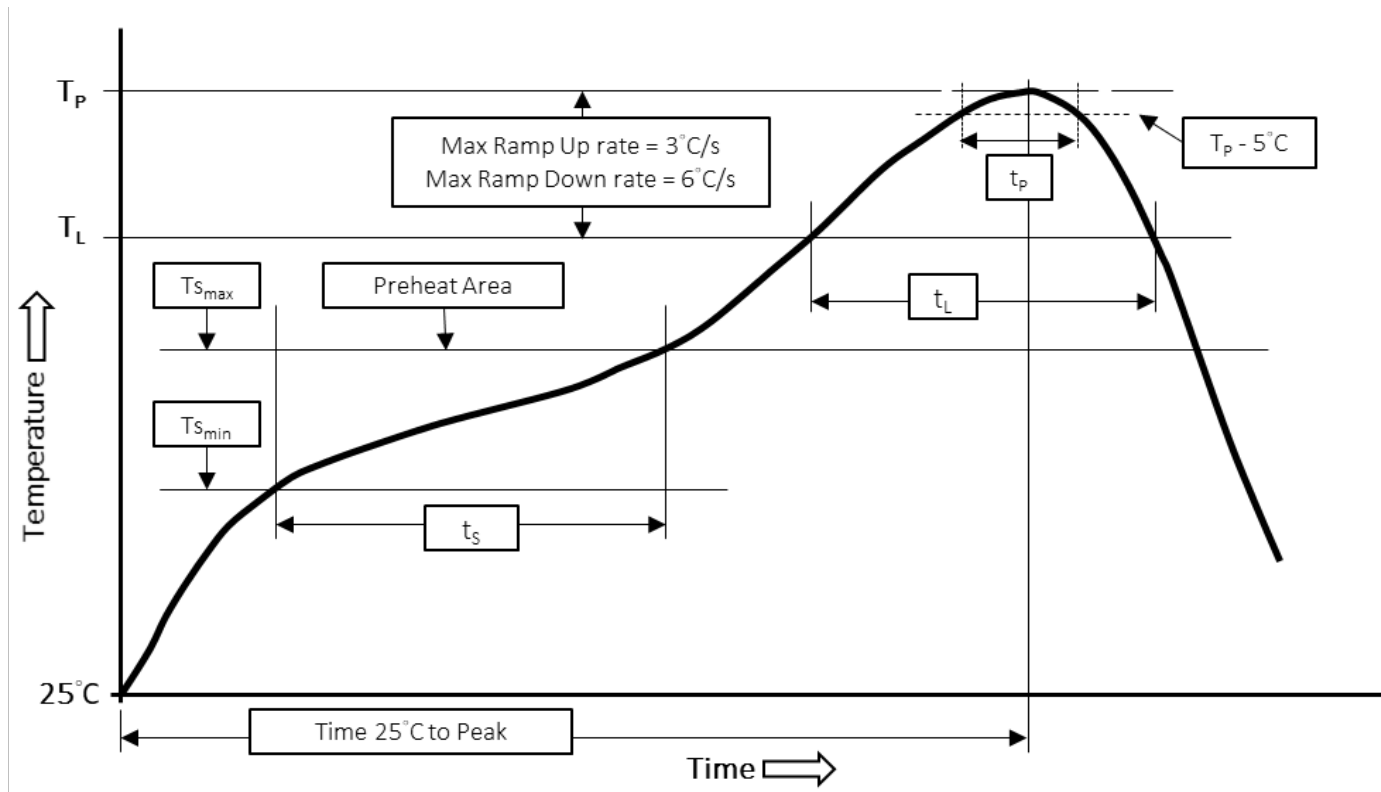 T_P
Max Ramp Up rate = 3°C/s
Max Ramp Down rate = 6°C/s
T_P - 5°C
t_P
T_L
Ts_max
Preheat Area
t_L
Ts_min
t_S
Temperature
25°C
Time 25°C to Peak
Time